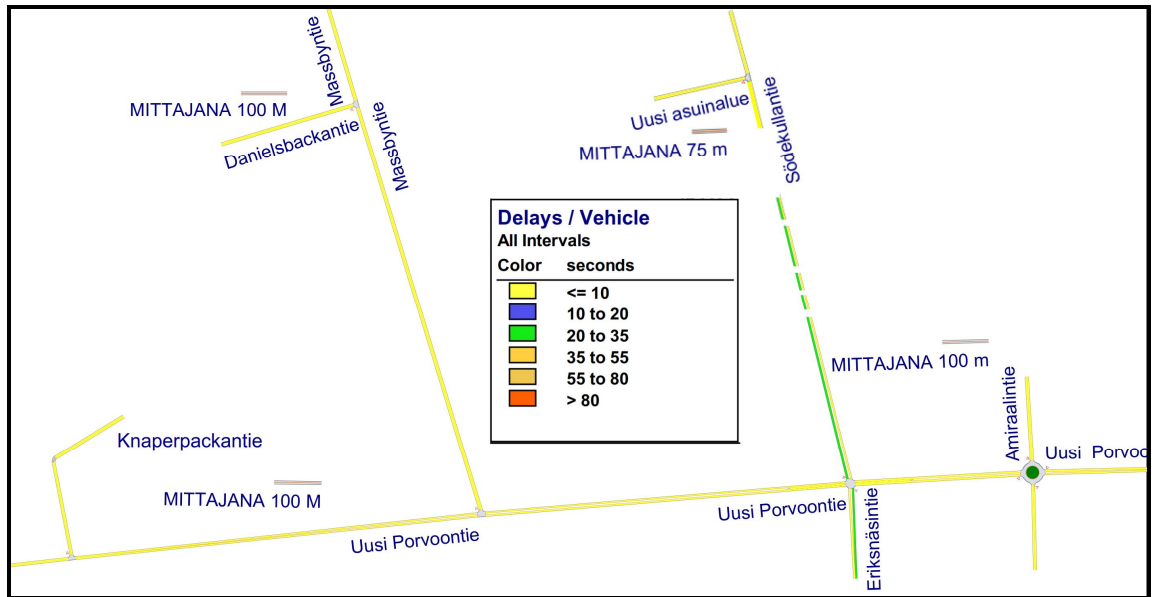 Massbyntie
MITTAJANA 100 M
Danielsbackantie
Massbyntie
Uusi asuinalue
MITTAJANA 75 m
Södekullantie
Delays / Vehicle
All Intervals
Color seconds
<= 10
10 to 20
20 to 35
35 to 55
55 to 80
> 80
MITTAJANA 100 m
Amiraalintie
Uusi Porvoo
Knaperpackantie
MITTAJANA 100 M
Uusi Porvoontie
Uusi Porvoontie
Eriksnäsintie